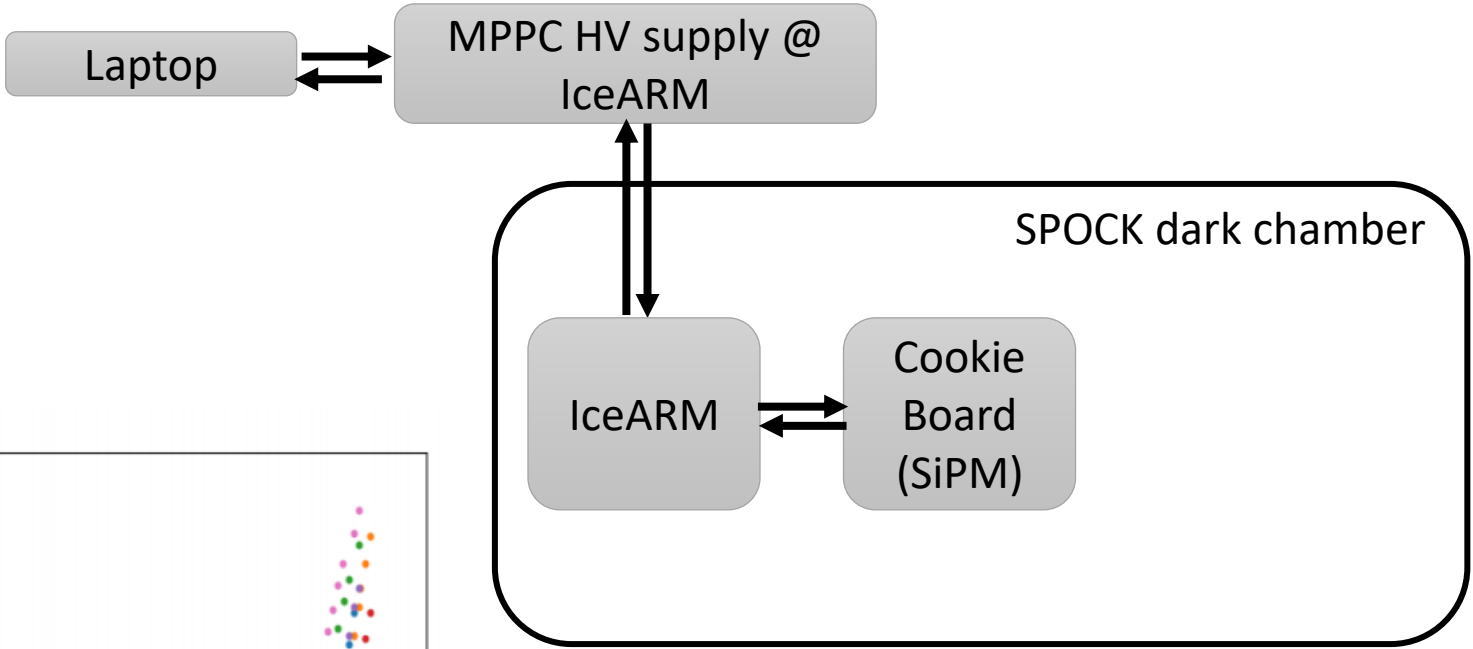 Laptop
MPPC HV supply @
IceARM
SPOCK dark chamber
IceARM
Cookie
Board
(SiPM)